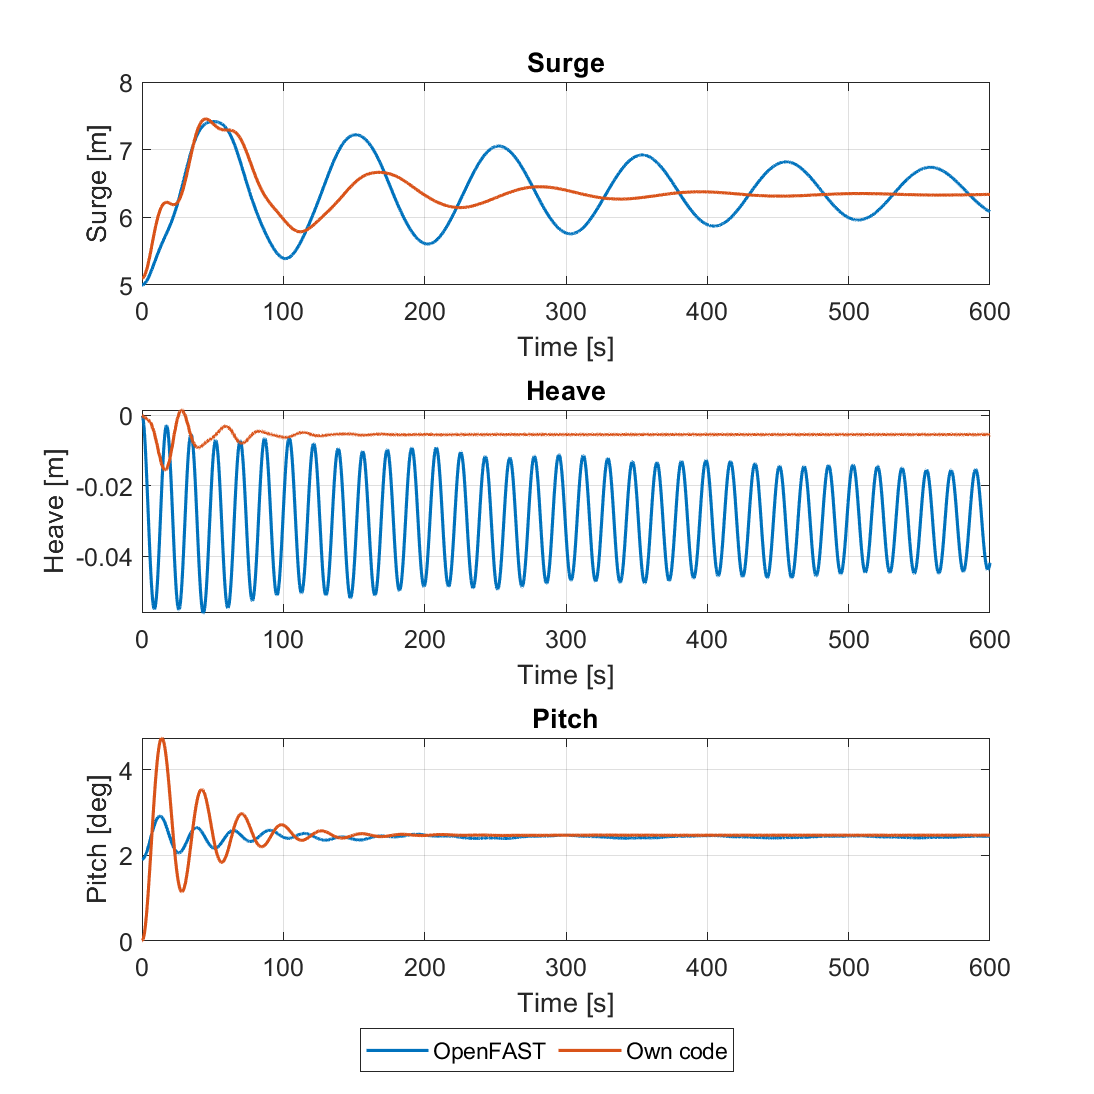 Surge
8
7
6
5
Surge [m]
0 100 200 300 400 500 600
Time [s]
Heave
0
-0.02
-0.04
Heave [m]
0 100 200 300 400 500 600
Time [s]
Pitch
4
2
0
Pitch [deg]
0 100 200 300 400 500 600
Time [s]
OpenFAST Own code